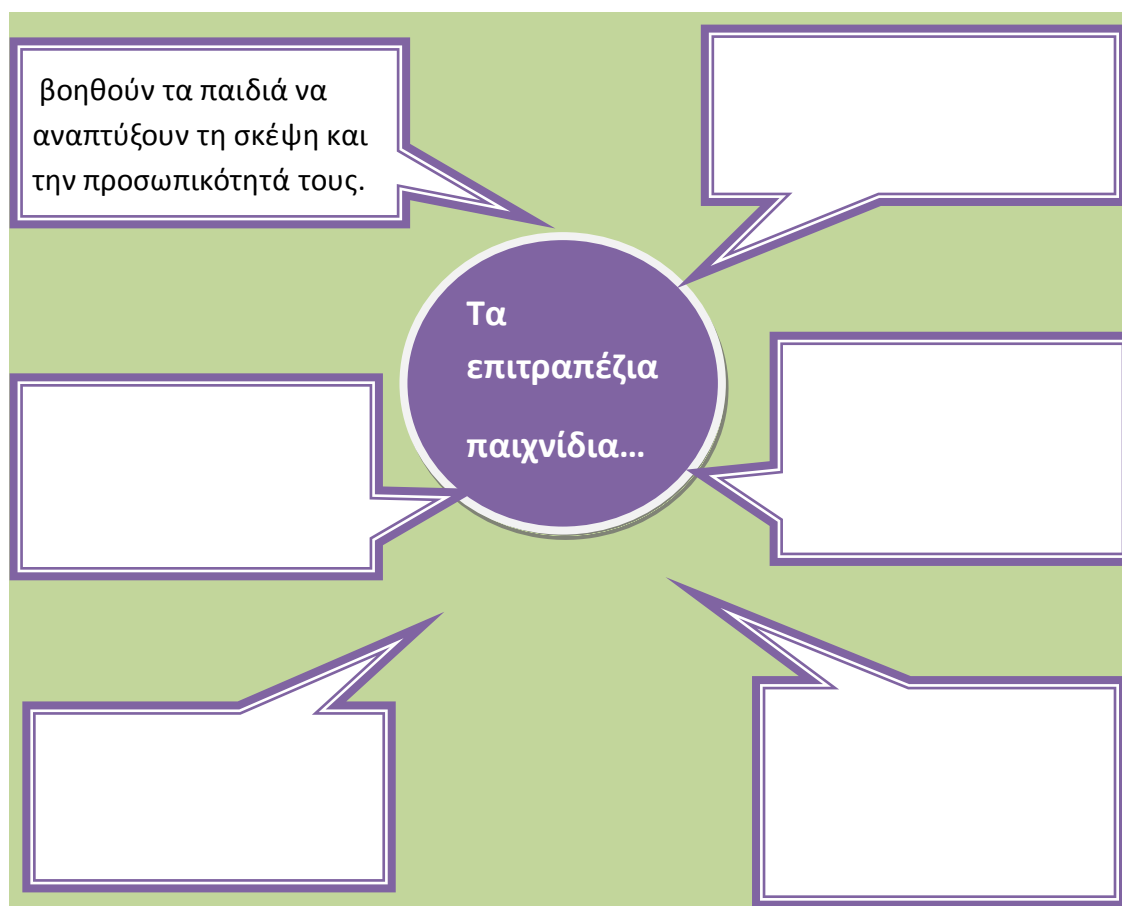 βοηθούν τα παιδιά να
αναπτύξουν τη σκέψη και
την προσωπικότητά τους.
Τα
επιτραπέζια
παιχνίδια...